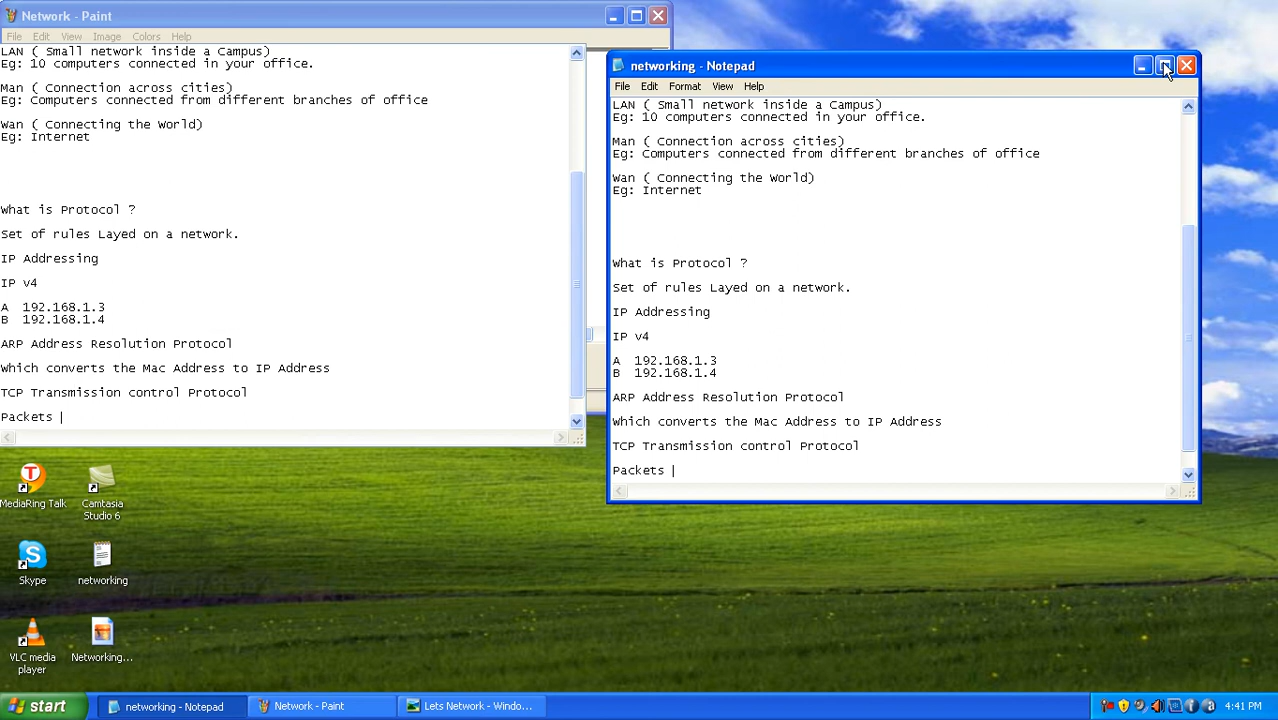 Network - Paint
File Edit View Image Colors Help
LAN ( Small network inside a Campus)
Eg: 10 computers connected in your office.
Man ( Connection across cities)
Eg: Computers connected from different branches of office
Wan ( Connecting the World)
Eg: Internet
What is Protocol ?
Set of rules Layed on a network.
IP Addressing
IP v4
A 192.168.1.3
B 192.168.1.4
ARP Address Resolution Protocol
Which converts the Mac Address to IP Address
TCP Transmission control Protocol
Packets
networking - Notepad
File Edit Format View Help
LAN ( Small network inside a Campus)
Eg: 10 computers connected in your office.
Man ( Connection across cities)
Eg: Computers connected from different branches of office
Wan ( Connecting the World)
Eg: Internet
What is Protocol ?
Set of rules Layed on a network.
IP Addressing
IP v4
A 192.168.1.3
B 192.168.1.4
ARP Address Resolution Protocol
Which converts the Mac Address to IP Address
TCP Transmission control Protocol
Packets
MediaRing Talk
Camtasia
Studio 6
Skype
networking
VLC media
player
Networking...
start
networking - Notepad
Network - Paint
Lets Network - Windo...
4:41 PM